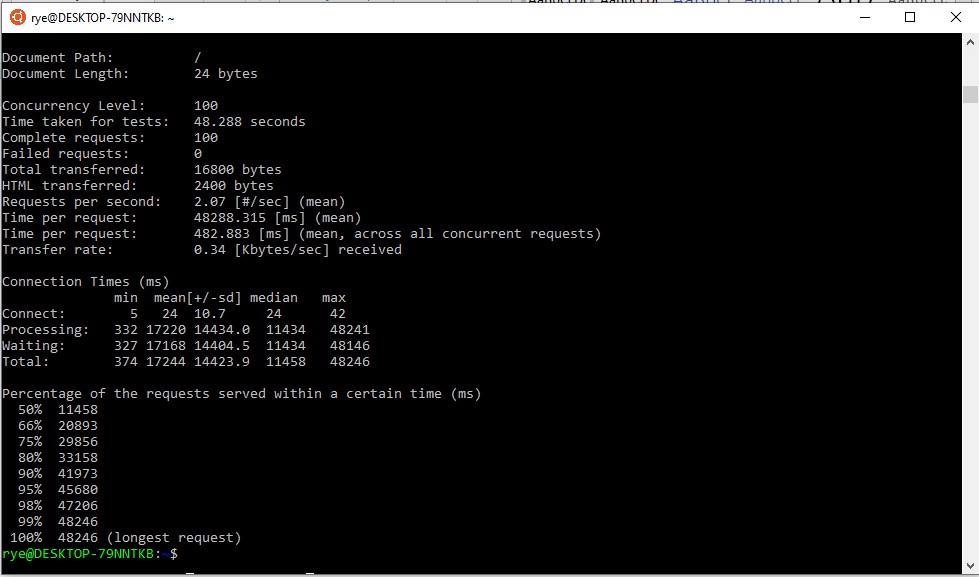 rye@DESKTOP-79NNTKB: ~
Document Path:          /
Document Length:        24 bytes
Concurrency Level:      100
Time taken for tests:   48.288 seconds
Complete requests:      100
Failed requests:        0
Total transferred:      16800 bytes
HTML transferred:       2400 bytes
Requests per second:    2.07 [#/sec] (mean)
Time per request:       48288.315 [ms] (mean)
Time per request:       482.883 [ms] (mean, across all concurrent requests)
Transfer rate:          0.34 [Kbytes/sec] received
Connection Times (ms)
              min  mean[+/-sd] median   max
Connect:        5   24  10.7     24      42
Processing:   332 17220 14434.0  11434   48241
Waiting:      327 17168 14404.5  11434   48146
Total:        374 17244 14423.9  11458   48246
Percentage of the requests served within a certain time (ms)
  50%  11458
  66%  20893
  75%  29856
  80%  33158
  90%  41973
  95%  45680
  98%  47206
  99%  48246
 100%  48246 (longest request)
rye@DESKTOP-79NNTKB:~$